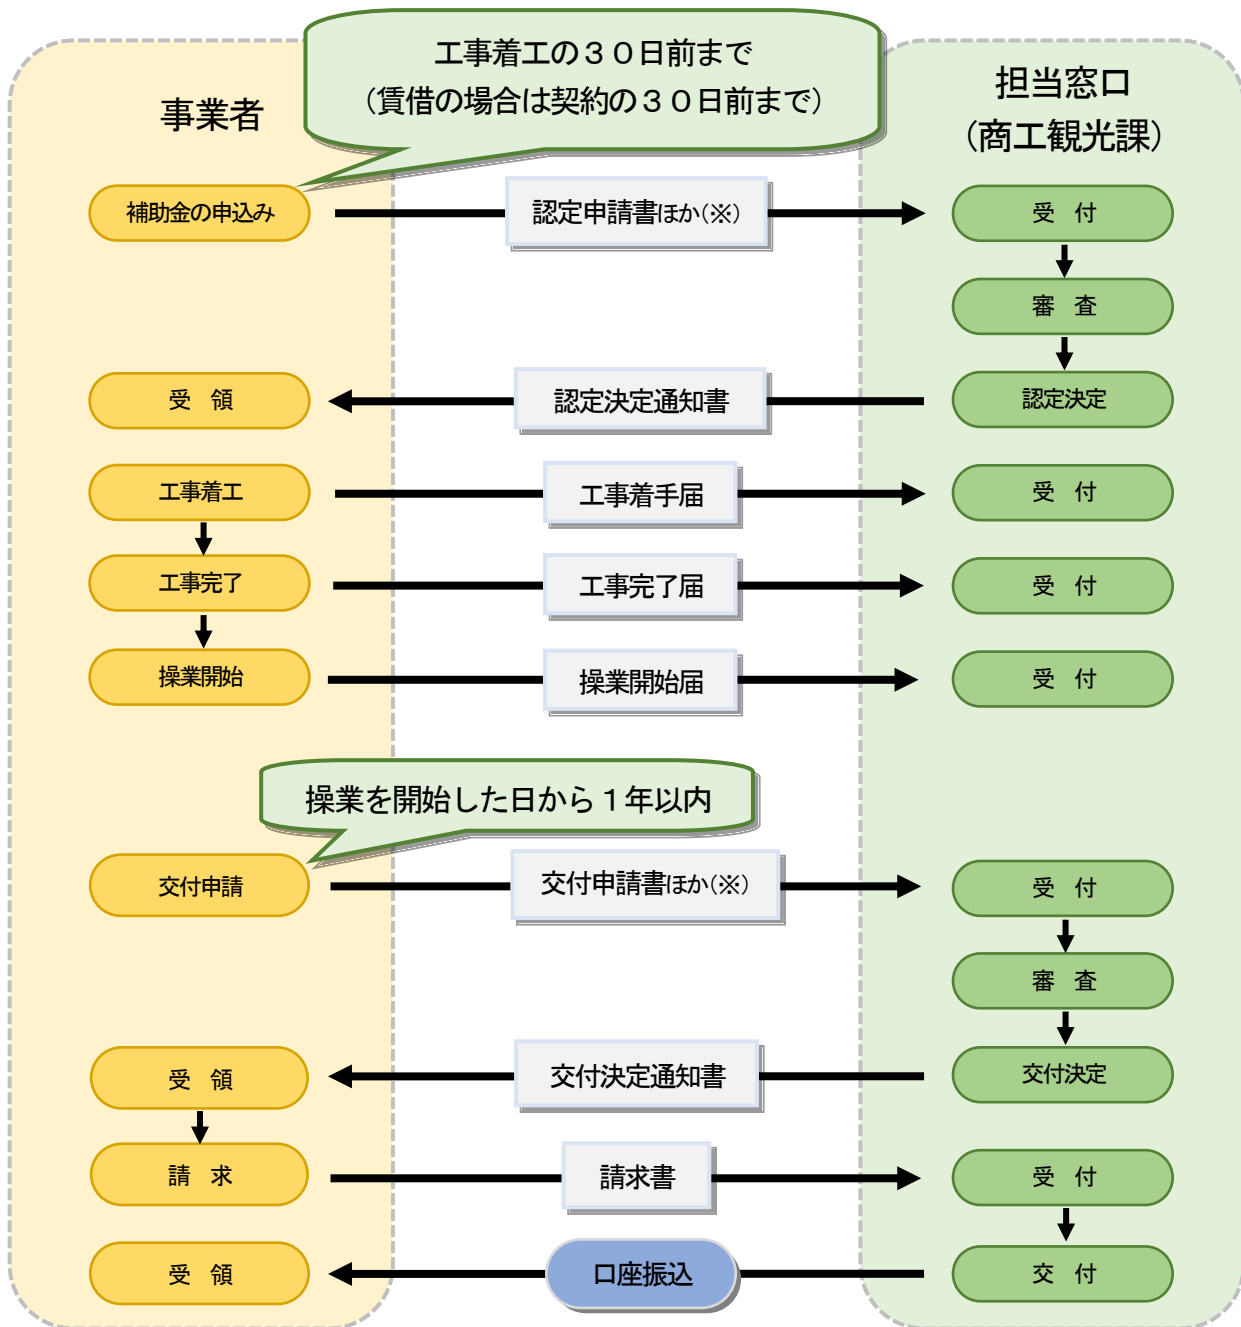 工事着工の３０日前まで
（賃借の場合は契約の３０日前まで）
事業者
担当窓口
（商工観光課）
補助金の申込み
認定申請書ほか（※）
受　付
審　査
受　領
認定決定通知書
認定決定
工事着工
工事着手届
受　付
工事完了
工事完了届
受　付
操業開始
操業開始届
受　付
操業を開始した日から１年以内
交付申請
交付申請書ほか（※）
受　付
審　査
受　領
交付決定通知書
交付決定
請　求
請求書
受　付
受　領
口座振込
交　付